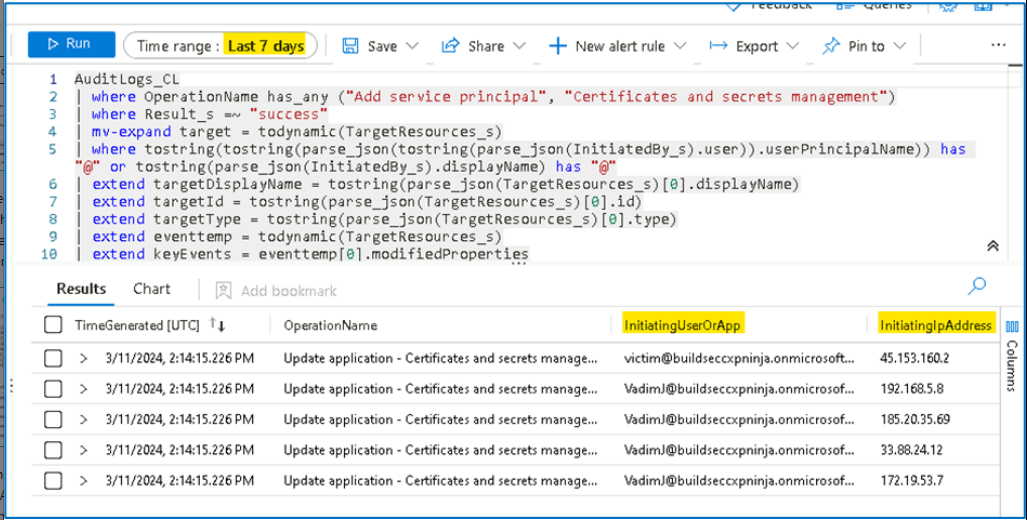 Feedback Queries
Run Time range : Last 7 days Save Share New alert rule Export Pin to ...
1 AuditLogs_CL
2 | where OperationName has_any ("Add service principal", "Certificates and secrets management")
3 | where Result_s =~ "success"
4 | mv-expand target = todynamic(TargetResources_s)
5 | where tostring(tostring(parse_json(tostring(parse_json(InitiatedBy_s).user)).userPrincipalName)) has
"@" or tostring(parse_json(InitiatedBy_s).displayName) has "@"
6 | extend targetDisplayName = tostring(parse_json(TargetResources_s)[0].displayName)
7 | extend targetId = tostring(parse_json(TargetResources_s)[0].id)
8 | extend targetType = tostring(parse_json(TargetResources_s)[0].type)
9 | extend eventtemp = todynamic(TargetResources_s)
10 | extend keyEvents = eventtemp[0].modifiedProperties
Results Chart Add bookmark
TimeGenerated [UTC] OperationName InitiatingUserOrApp InitiatingIpAddress
3/11/2024, 2:14:15.226 PM Update application - Certificates and secrets manage... victim@buildseccxpninja.onmicrosoft... 45.153.160.2
3/11/2024, 2:14:15.226 PM Update application - Certificates and secrets manage... VadimJ@buildseccxpninja.onmicrosof... 192.168.5.8
3/11/2024, 2:14:15.226 PM Update application - Certificates and secrets manage... VadimJ@buildseccxpninja.onmicrosof... 185.20.35.69
3/11/2024, 2:14:15.226 PM Update application - Certificates and secrets manage... VadimJ@buildseccxpninja.onmicrosof... 33.88.24.12
3/11/2024, 2:14:15.226 PM Update application - Certificates and secrets manage... VadimJ@buildseccxpninja.onmicrosof... 172.19.53.7
Columns